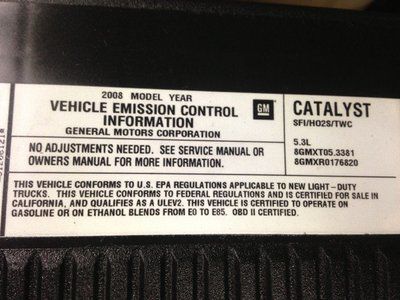 2008 MODEL YEAR
VEHICLE EMISSION CONTROL
INFORMATION
GENERAL MOTORS CORPORATION
GM
CATALYST
SFI/HO2S/TWC
NO ADJUSTMENTS NEEDED. SEE SERVICE MANUAL OR
OWNERS MANUAL FOR MORE INFORMATION.
5.3L
8GMXT05.3381
8GMXR0176820
THIS VEHICLE CONFORMS TO U.S. EPA REGULATIONS APPLICABLE TO NEW LIGHT-DUTY
TRUCKS. THIS VEHICLE CONFORMS TO FEDERAL REGULATIONS AND IS CERTIFIED FOR SALE IN
CALIFORNIA, AND QUALIFIES AS A ULEV2. THIS VEHICLE IS CERTIFIED TO OPERATE ON
GASOLINE OR ON ETHANOL BLENDS FROM E0 TO E85. OBD II CERTIFIED.